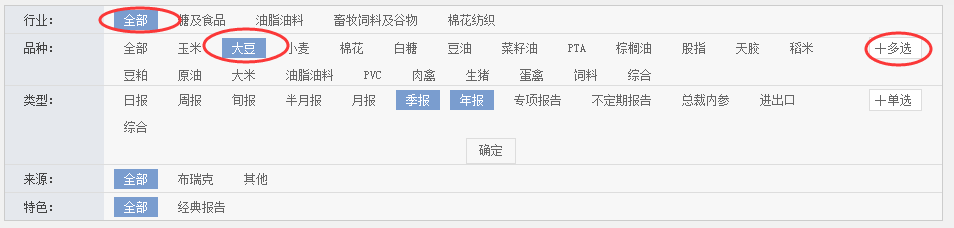 行业： 全部 糖及食品 油脂油料 畜牧饲料及谷物 棉花纺织
品种： 全部 玉米 大豆 小麦 棉花 白糖 豆油 菜籽油 PTA 棕榈油 股指 天胶 稻米 十多选
豆粕 原油 大米 油脂油料 PVC 肉禽 生猪 蛋禽 饲料 综合
类型： 日报 周报 旬报 半月报 月报 季报 年报 专项报告 不定期报告 总裁内参 进出口 十单选
综合
确定
来源： 全部 布瑞克 其他
特色： 全部 经典报告